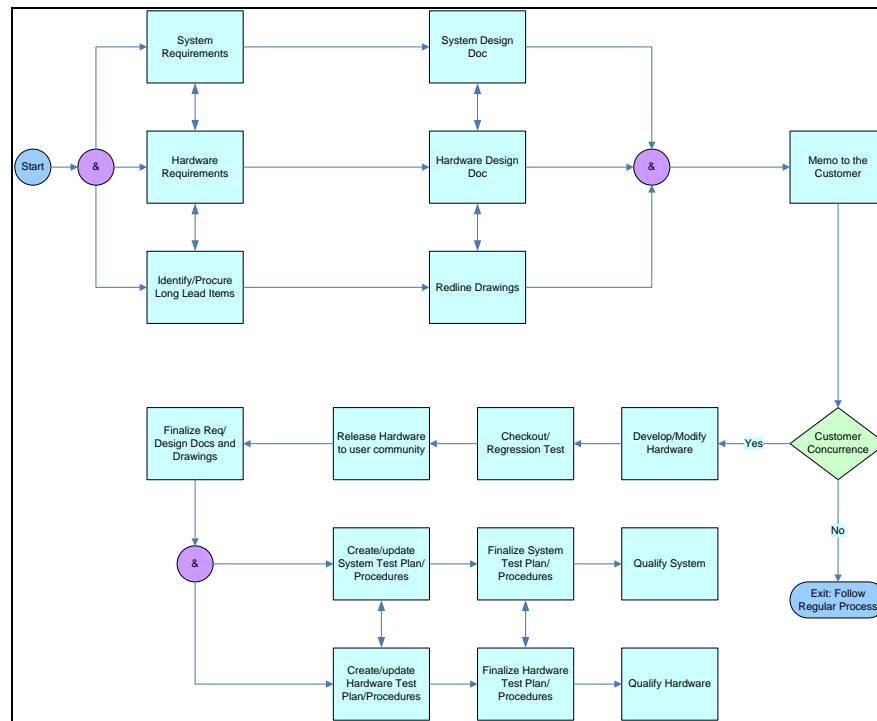 System
Requirements
System Design
Doc
Start
&
Hardware
Requirements
Hardware Design
Doc
&
Memo to the
Customer
Identify/Procure
Long Lead Items
Redline Drawings
Finalize Req/
Design Docs and
Drawings
Release Hardware
to user community
Checkout/
Regression Test
Develop/Modify
Hardware
Yes
Customer
Concurrence
No
&
Create/update
System Test Plan/
Procedures
Finalize System
Test Plan/
Procedures
Qualify System
Exit: Follow
Regular Process
Create/update
Hardware Test
Plan/Procedures
Finalize Hardware
Test Plan/
Procedures
Qualify Hardware